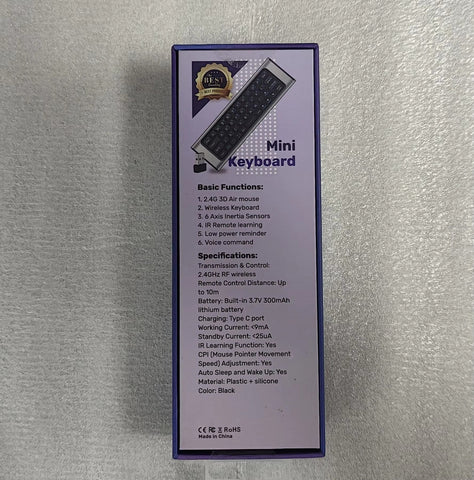 BEST
BEST PRODUCT
Mini
Keyboard
Basic Functions:
1. 2.4G 3D Air mouse
2. Wireless Keyboard
3. 6 Axis Inertia Sensors
4. IR Remote learning
5. Low power reminder
6. Voice command
Specifications:
Transmission & Control:
2.4GHz RF wireless
Remote Control Distance: Up
to 10m
Battery: Built-in 3.7V 300mAh
lithium battery
Charging: Type C port
Working Current: <9mA
Standby Current: <25uA
IR Learning Function: Yes
CPI (Mouse Pointer Movement
Speed) Adjustment: Yes
Auto Sleep and Wake Up: Yes
Material: Plastic + silicone
Color: Black
CE FC RoHS
Made in China